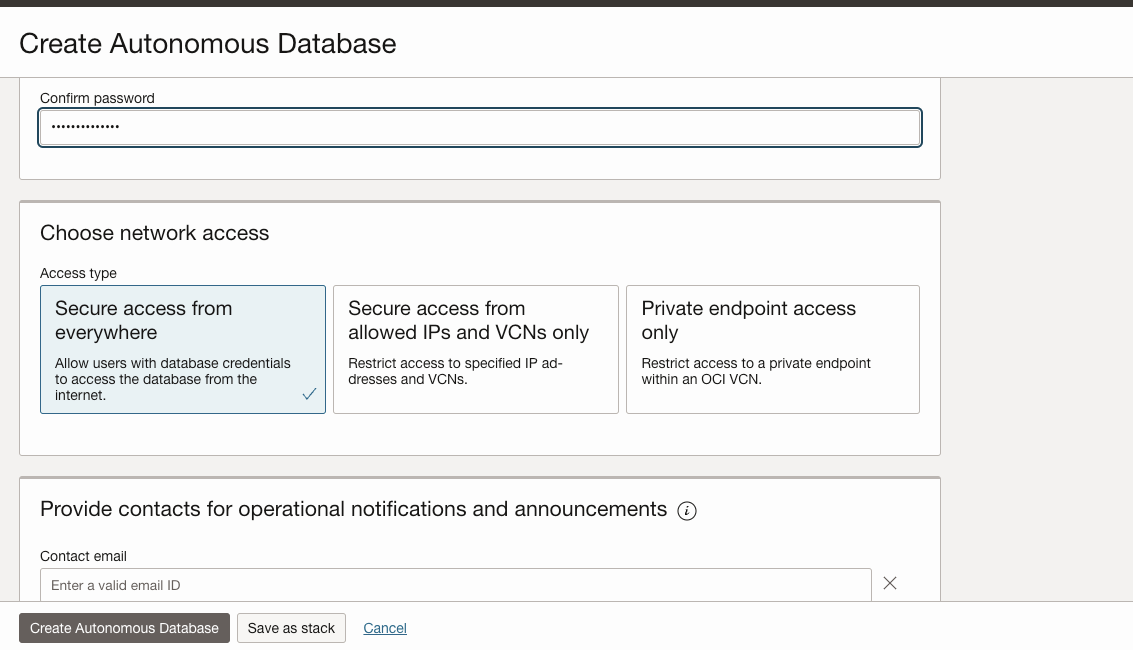 Create Autonomous Database
Confirm password
••••••••••••••
Choose network access
Access type
Secure access from
everywhere
Allow users with database credentials
to access the database from the
internet.
Secure access from
allowed IPs and VCNs only
Restrict access to specified IP ad-
dresses and VCNs.
Private endpoint access
only
Restrict access to a private endpoint
within an OCI VCN.
Provide contacts for operational notifications and announcements
Contact email
Enter a valid email ID
Create Autonomous Database
Save as stack
Cancel